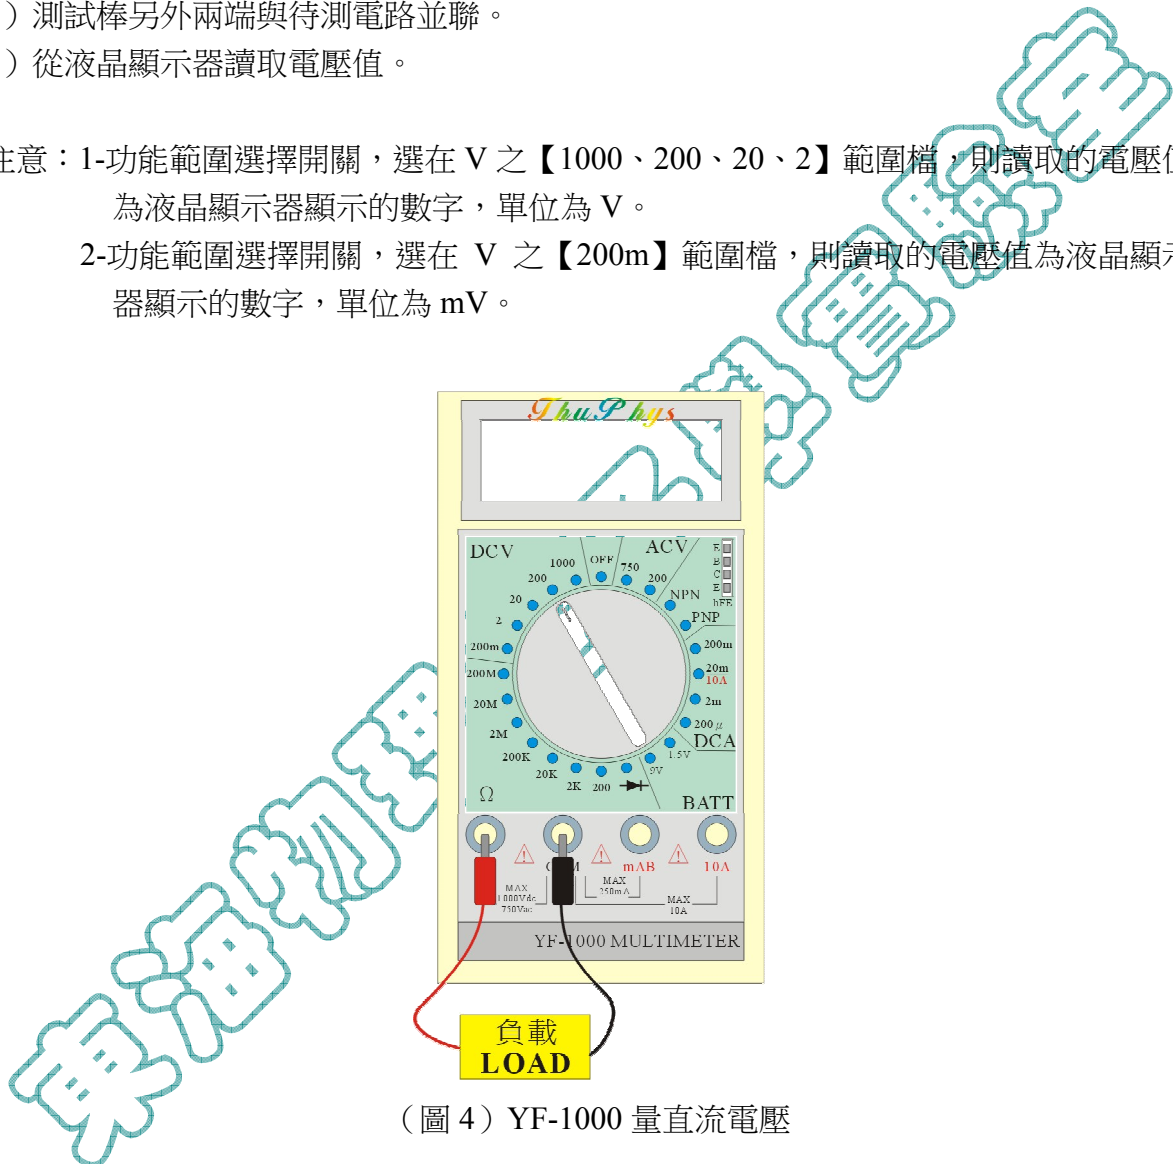 ）測試棒另外兩端與待測電路並聯。
）從液晶顯示器讀取電壓值。
注意：1-功能範圍選擇開關，選在 V 之【1000、200、20、2】範圍檔，則讀取的電壓值
為液晶顯示器顯示的數字，單位為 V。
2-功能範圍選擇開關，選在 V 之【200m】範圍檔，則讀取的電壓值為液晶顯示
器顯示的數字，單位為 mV。
ThuPhys
DCV
ACV
OFF
1000
750
200
200
20
2
200m
200M
20M
2M
200K
20K
2K
200
Ω
E
B
C
E
hFE
NPN
PNP
200m
20m
10A
2m
200μ
DCA
1.5V
9V
BATT
mAB
10A
MAX
1000Vdc
750Vac
MAX
250mA
MAX
10A
YF-1000 MULTIMETER
負載
LOAD
（圖 4）YF-1000 量直流電壓
東海物理
實驗室